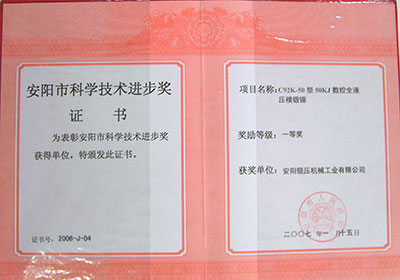 安阳市科学技术进步奖
证 书
为表彰安阳市科学技术进步奖
获得单位，特颁发此证书。
证书号：2006-J-04
项目名称：C92K-50 型 50KJ 数控全液
压模锻锤
奖励等级：一等奖
获奖单位：安阳锻压机械工业有限公司
二〇〇七年一月十五日